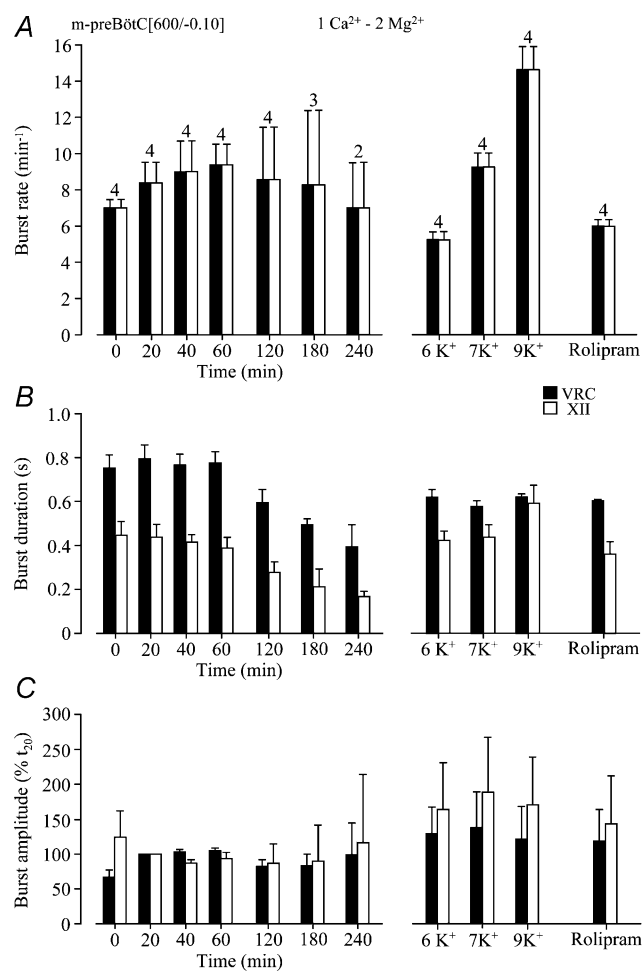 A
m-preBötC[600/-0.10] 1 Ca²⁺ - 2 Mg²⁺
Burst rate (min⁻¹)
16
14
12
10
8
6
4
2
0
4 4 4 4 4 3 2 4 4 4 4
0 20 40 60 120 180 240 6 K⁺ 7K⁺ 9K⁺ Rolipram
Time (min)
B
VRC
XII
Burst duration (s)
1.0
0.8
0.6
0.4
0.2
0
0 20 40 60 120 180 240 6 K⁺ 7K⁺ 9K⁺ Rolipram
Time (min)
C
Burst amplitude (% t₂₀)
300
250
200
150
100
50
0
0 20 40 60 120 180 240 6 K⁺ 7K⁺ 9K⁺ Rolipram
Time (min)